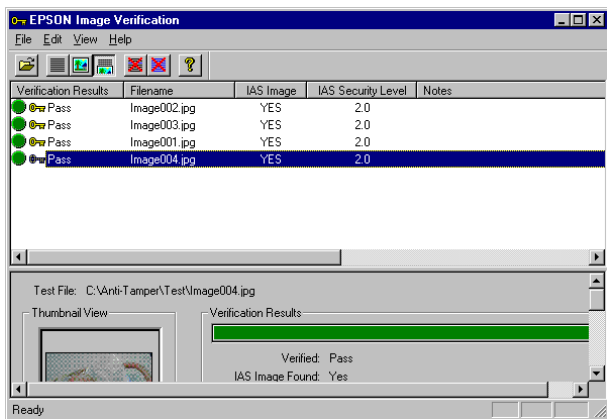 EPSON Image Verification
File Edit View Help
Verification Results Filename IAS Image IAS Security Level Notes
Pass Image002.jpg YES 2.0
Pass Image003.jpg YES 2.0
Pass Image001.jpg YES 2.0
Pass Image004.jpg YES 2.0
Test File: C:\Anti-Tamper\Test\Image004.jpg
Thumbnail View
Verification Results
Verified: Pass
IAS Image Found: Yes
Ready